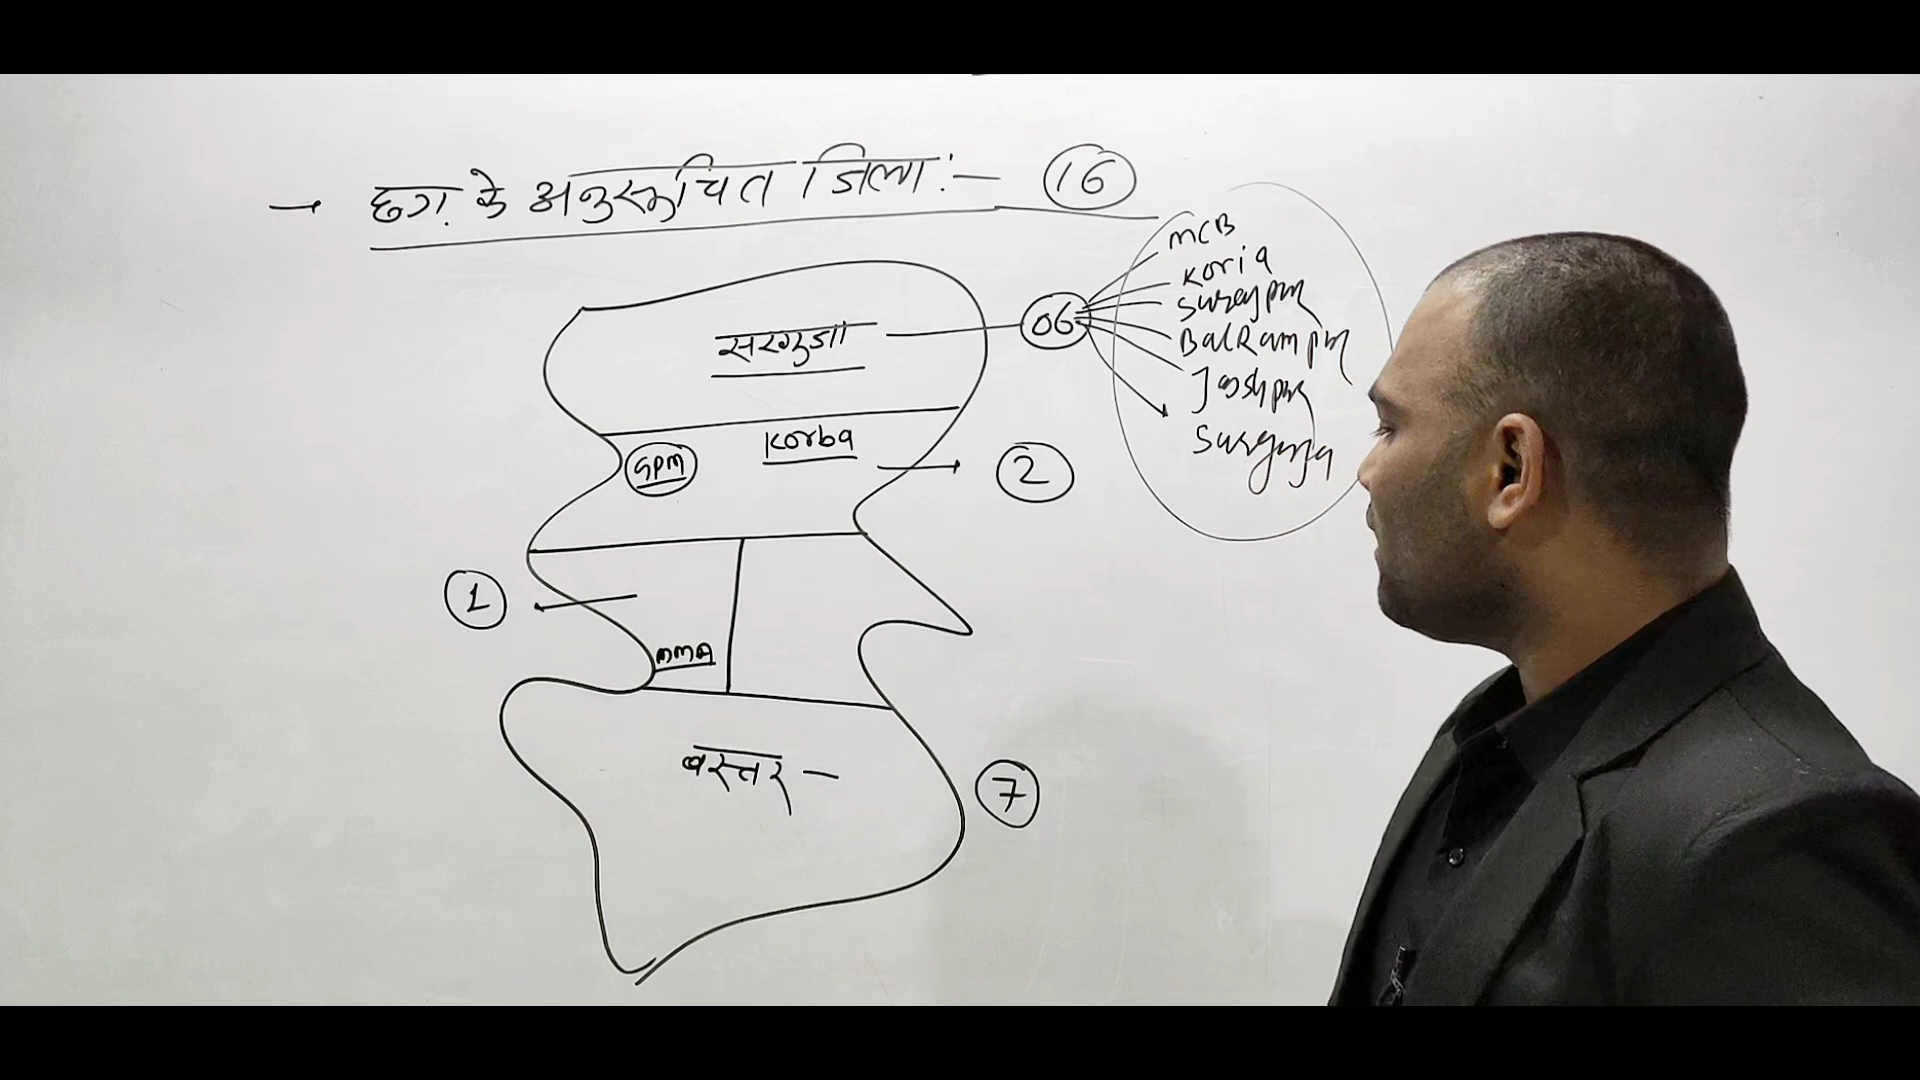 → छग. के अनुसूचित जिला :— 16
MCB
Koria
Surajpur
सरगुजा — 06
BalRampur
Jashpur
Surguja
GPM Korba → 2
1
MMA
बस्तर — 7